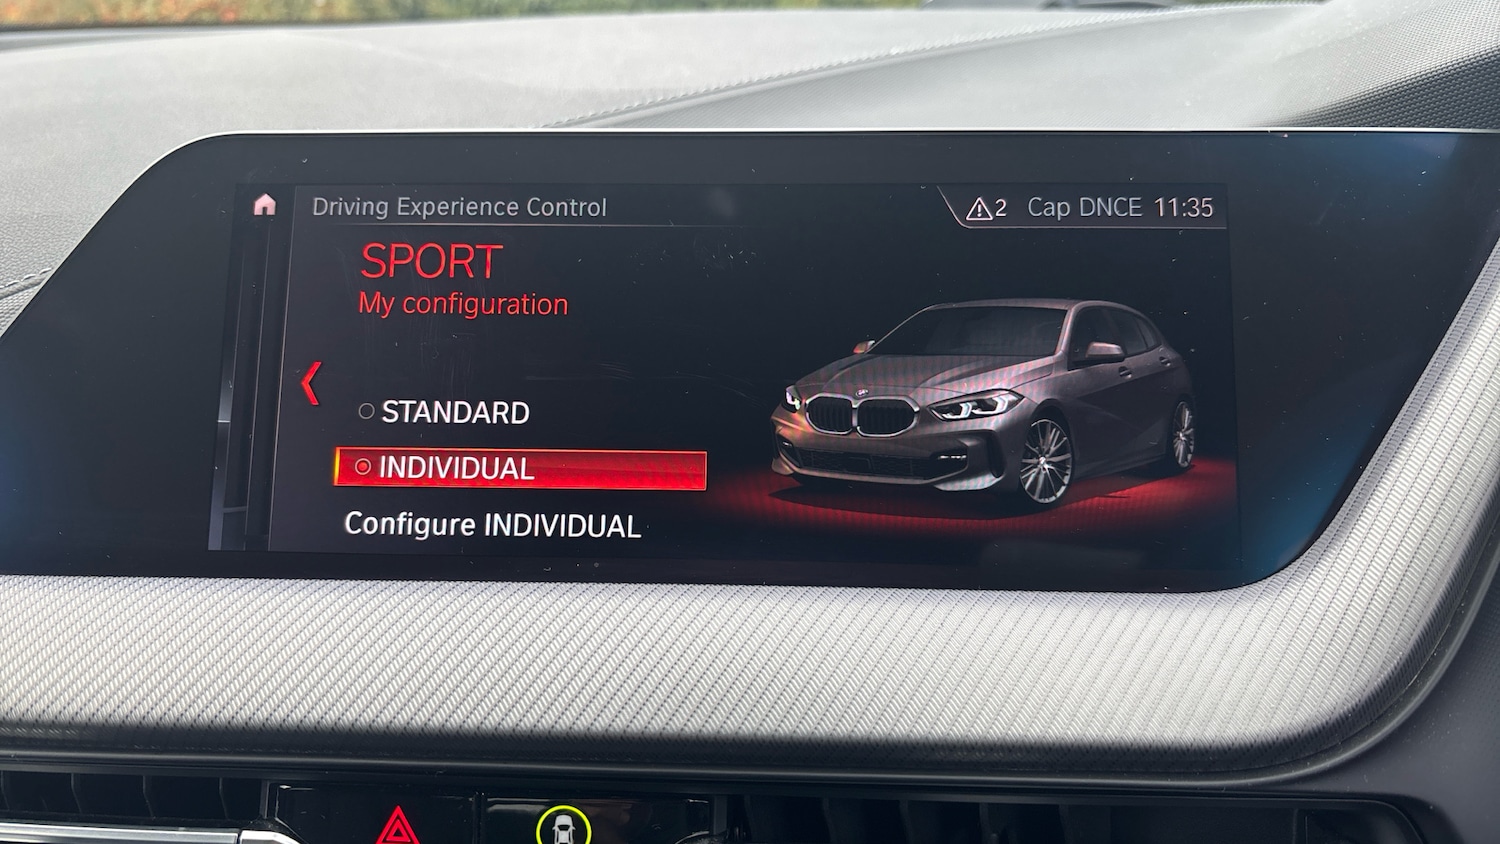 Driving Experience Control
2 Cap DNCE 11:35
SPORT
My configuration
STANDARD
INDIVIDUAL
Configure INDIVIDUAL